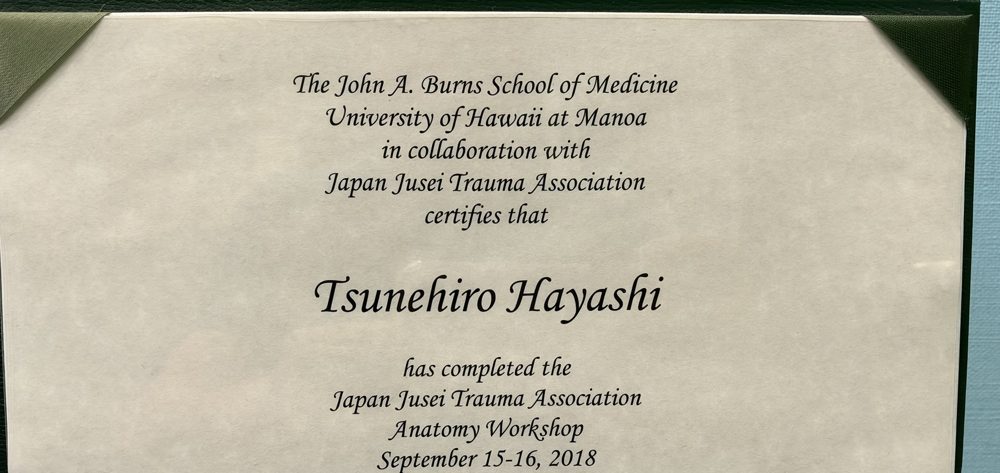 The John A. Burns School of Medicine
University of Hawaii at Manoa
in collaboration with
Japan Jusei Trauma Association
certifies that
Tsunehiro Hayashi
has completed the
Japan Jusei Trauma Association
Anatomy Workshop
September 15-16, 2018